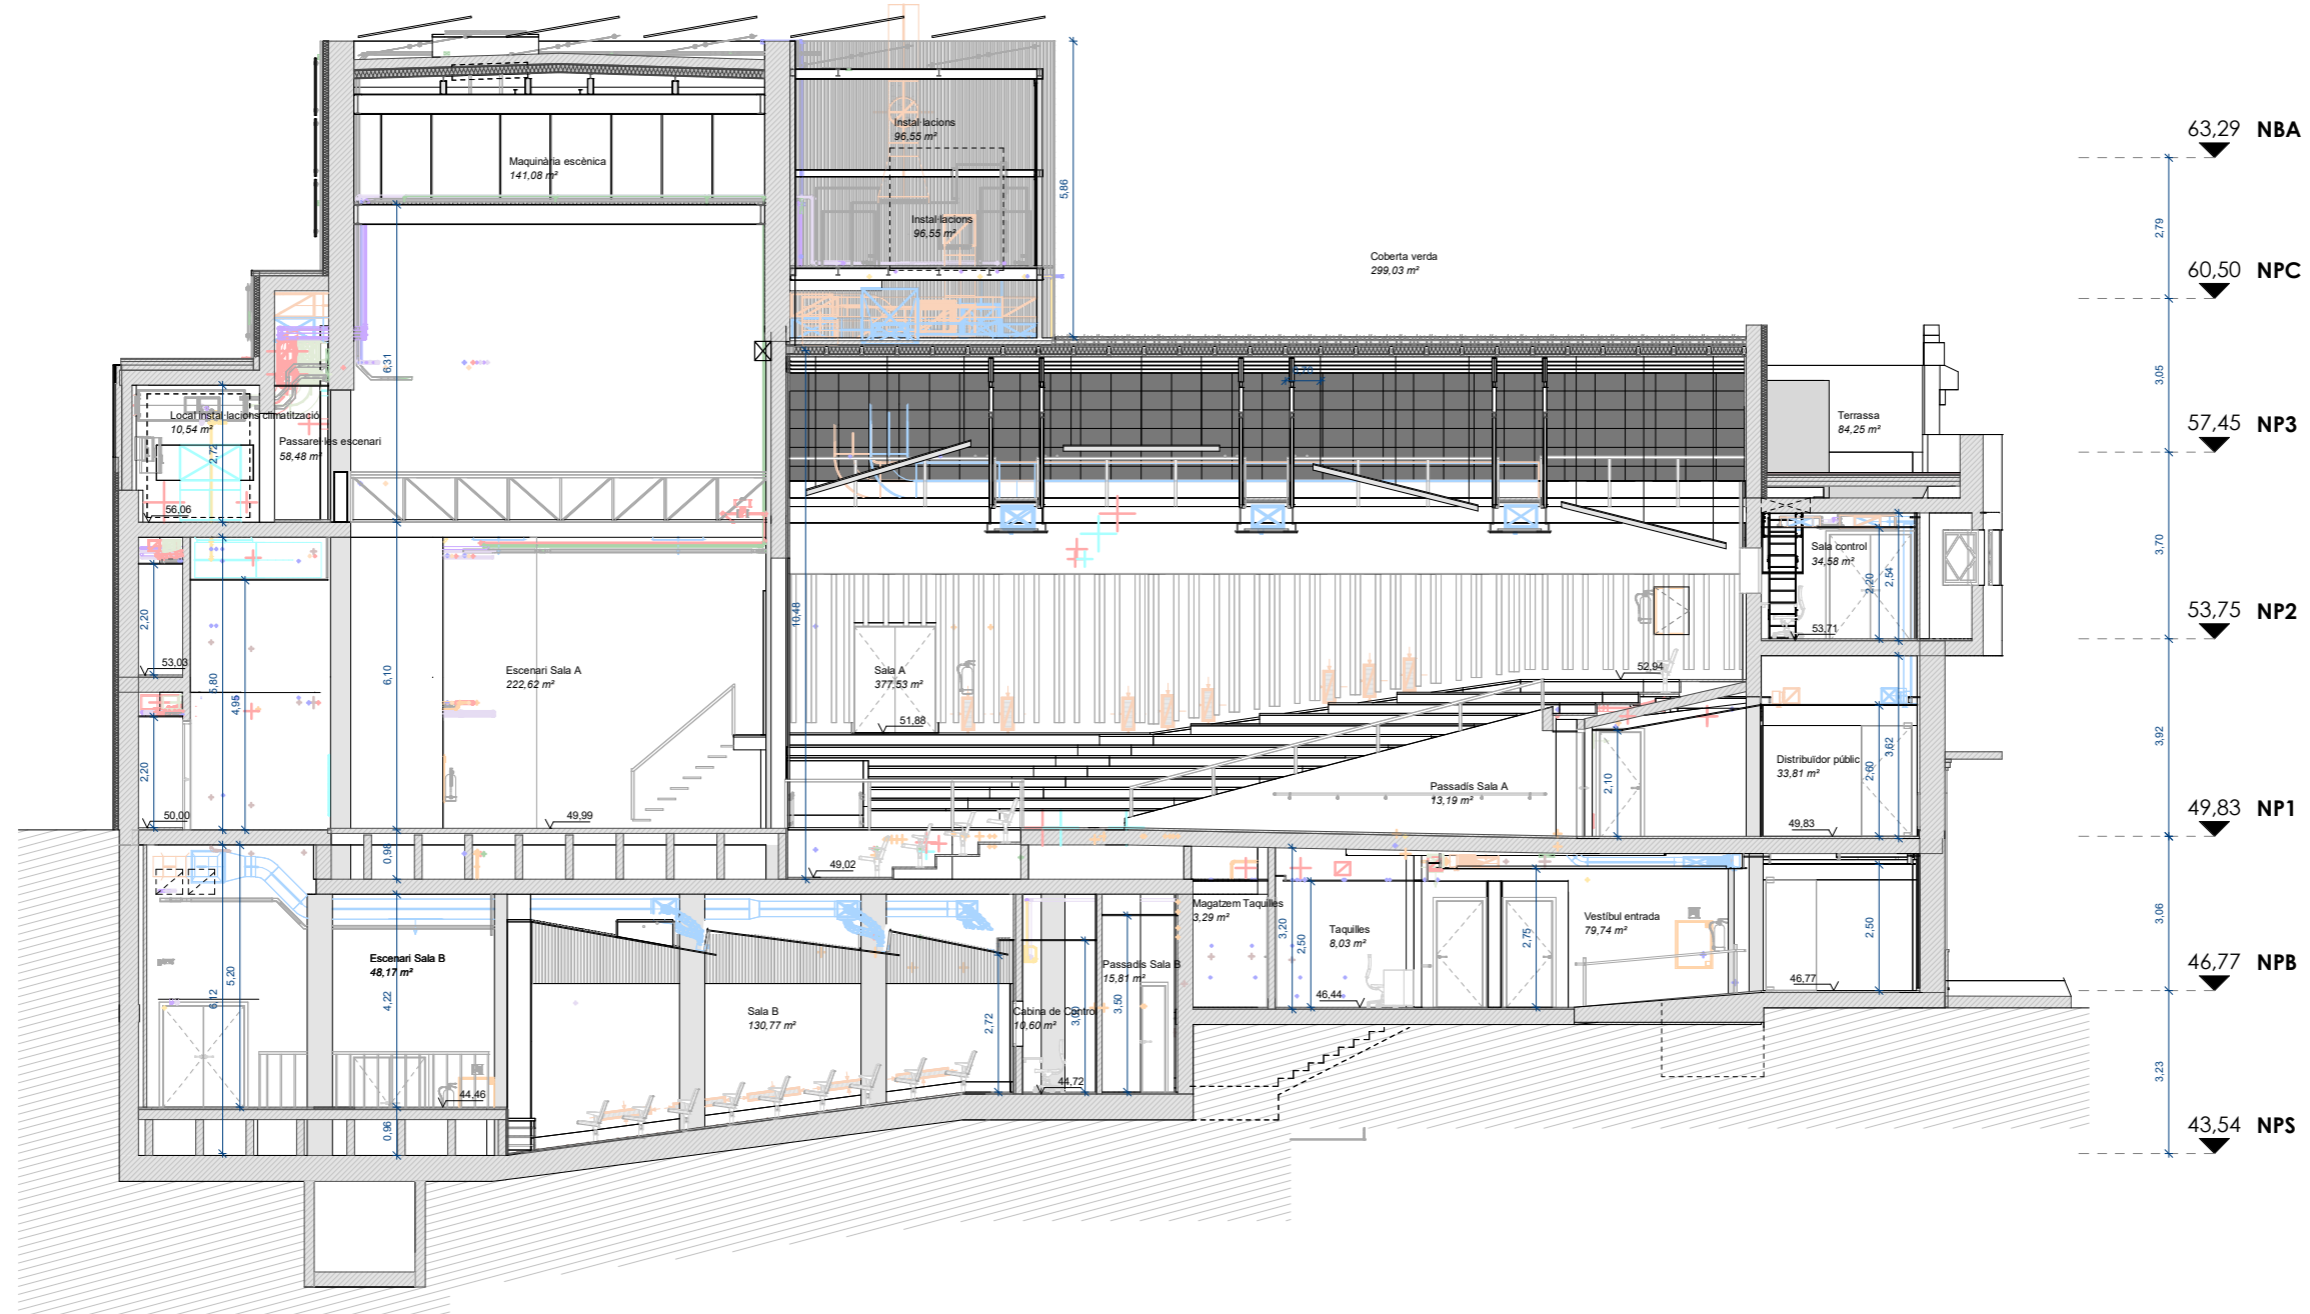 Instal·lacions
96,55 m²
63,29 NBA
Maquinària escènica
141,08 m²
5,86
Instal·lacions
96,55 m²
2,79
Coberta verda
299,03 m²
60,50 NPC
6,31
3,05
Local instal·lacions climatització
10,54 m²
Passarel·les escenari
58,48 m²
2,72
Terrassa
84,25 m²
57,45 NP3
56,06
3,70
Sala control
34,58 m²
2,20
2,54
2,20
10,48
53,71
53,75 NP2
53,03
5,80
4,95
6,10
Escenari Sala A
222,62 m²
Sala A
377,53 m²
52,94
51,88
3,92
3,62
2,60
Distribuïdor públic
33,81 m²
2,20
2,10
Passadís Sala A
13,19 m²
50,00
49,99
49,83
49,83 NP1
0,98
49,02
Magatzem Taquilles
3,29 m²
3,20
2,50
Taquilles
8,03 m²
2,75
Vestíbul entrada
79,74 m²
2,50
3,06
Escenari Sala B
48,17 m²
5,20
6,12
4,22
Passadís Sala B
15,81 m²
3,50
46,44
46,77
46,77 NPB
Sala B
130,77 m²
2,72
Cabina de Control
10,60 m²
44,46
44,72
3,23
0,96
43,54 NPS